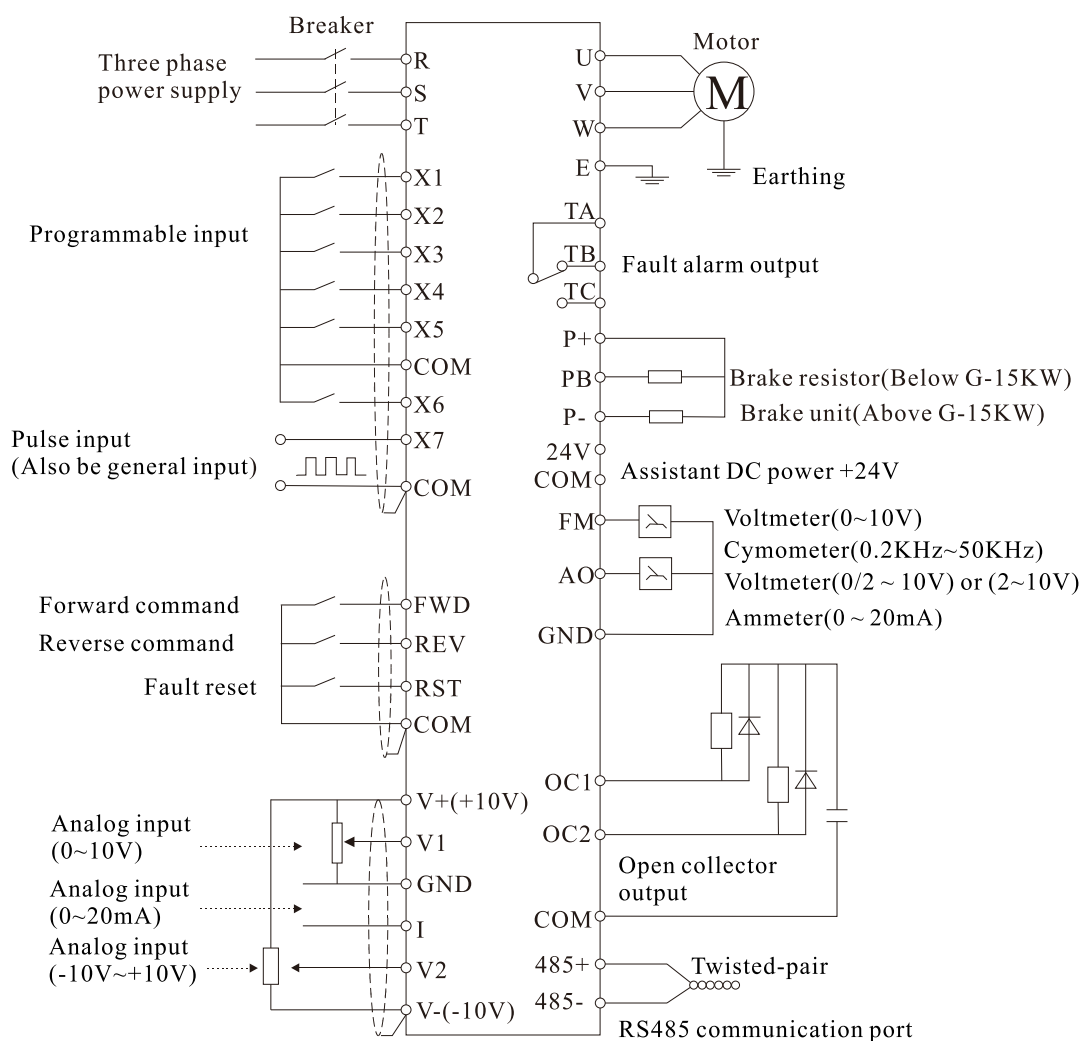 Breaker
Three phase
power supply
R
S
T
Programmable input
X1
X2
X3
X4
X5
COM
X6
Pulse input
(Also be general input)
X7
COM
Forward command
FWD
Reverse command
REV
Fault reset
RST
COM
V+(+10V)
Analog input
(0~10V)
V1
GND
Analog input
(0~20mA)
I
Analog input
(-10V~+10V)
V2
V-(-10V)
Motor
M
U
V
W
E
Earthing
TA
TB
TC
Fault alarm output
P+
PB
Brake resistor(Below G-15KW)
P-
Brake unit(Above G-15KW)
24V
COM
Assistant DC power +24V
FM
Voltmeter(0~10V)
Cymometer(0.2KHz~50KHz)
AO
Voltmeter(0/2 ~ 10V) or (2~10V)
Ammeter(0 ~ 20mA)
GND
OC1
OC2
Open collector
output
COM
485+
Twisted-pair
485-
RS485 communication port